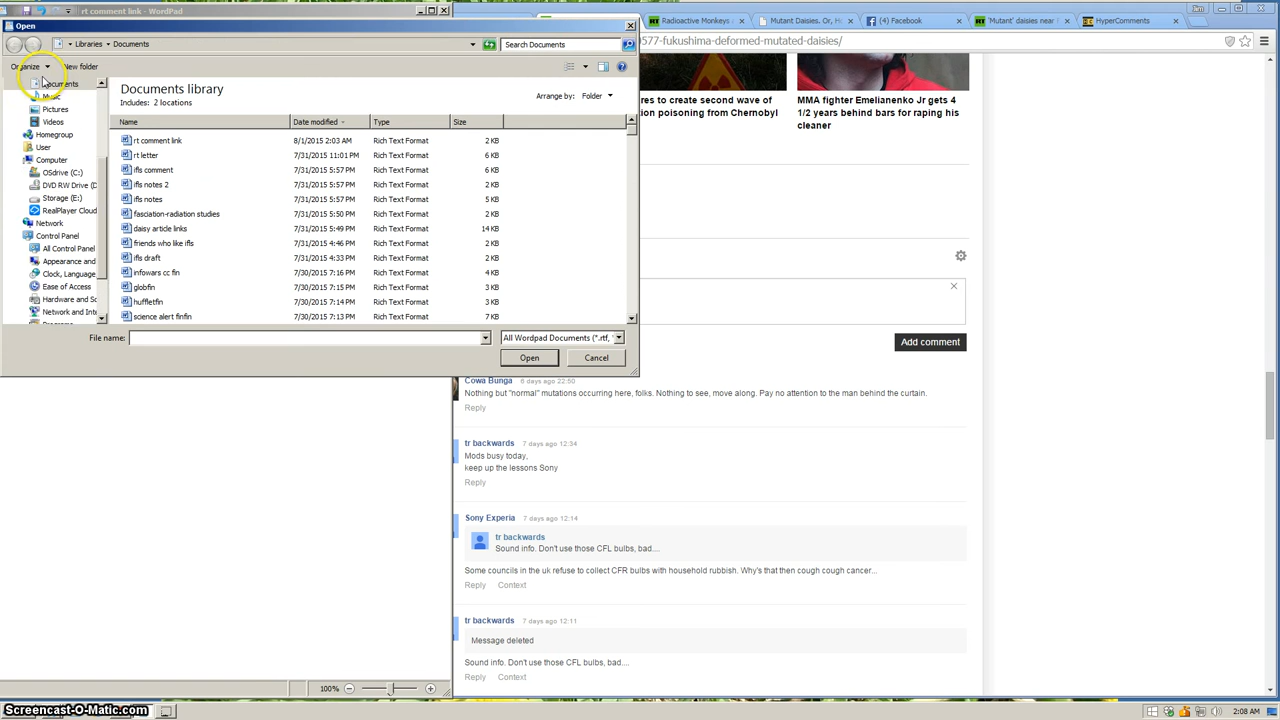 rt comment link - WordPad
Open
Libraries
Documents
Search Documents
Organize
New folder
Documents
Music
Pictures
Videos
Homegroup
User
Computer
OSdrive (C:)
DVD RW Drive (D
Storage (E:)
RealPlayer Cloud
Network
Control Panel
All Control Panel
Appearance and
Clock, Language
Ease of Access
Hardware and So
Network and Inte
Documents library
Includes: 2 locations
Arrange by: Folder
Name Date modified Type Size
rt comment link 8/1/2015 2:03 AM Rich Text Format 2 KB
rt letter 7/31/2015 11:01 PM Rich Text Format 6 KB
ifls comment 7/31/2015 5:57 PM Rich Text Format 6 KB
ifls notes 2 7/31/2015 5:57 PM Rich Text Format 2 KB
ifls notes 7/31/2015 5:57 PM Rich Text Format 5 KB
fasciation-radiation studies 7/31/2015 5:50 PM Rich Text Format 2 KB
daisy article links 7/31/2015 5:49 PM Rich Text Format 14 KB
friends who like ifls 7/31/2015 4:46 PM Rich Text Format 2 KB
ifls draft 7/31/2015 4:33 PM Rich Text Format 2 KB
infowars cc fin 7/30/2015 7:16 PM Rich Text Format 4 KB
globfin 7/30/2015 7:15 PM Rich Text Format 3 KB
huffletfin 7/30/2015 7:14 PM Rich Text Format 3 KB
science alert finfin 7/30/2015 7:13 PM Rich Text Format 7 KB
File name:
All Wordpad Documents (*.rtf,
Open
Cancel
100%
Radioactive Monkeys
Mutant Daisies. Or, H
Facebook
'Mutant' daisies near
HyperComments
Jim
577-fukushima-deformed-mutated-daisies/
res to create second wave of
ion poisoning from Chernobyl
MMA fighter Emelianenko Jr gets 4
1/2 years behind bars for raping his
cleaner
Add comment
Cowa Bunga 6 days ago 22:50
Nothing but "normal" mutations occurring here, folks. Nothing to see, move along. Pay no attention to the man behind the curtain.
Reply
tr backwards 7 days ago 12:34
Mods busy today,
keep up the lessons Sony
Reply
Sony Experia 7 days ago 12:14
tr backwards
Sound info. Don't use those CFL bulbs, bad....
Some councils in the uk refuse to collect CFR bulbs with household rubbish. Why's that then cough cough cancer...
Reply Context
tr backwards 7 days ago 12:11
Message deleted
Sound info. Don't use those CFL bulbs, bad....
Reply Context
Screencast-O-Matic.com
2:08 AM